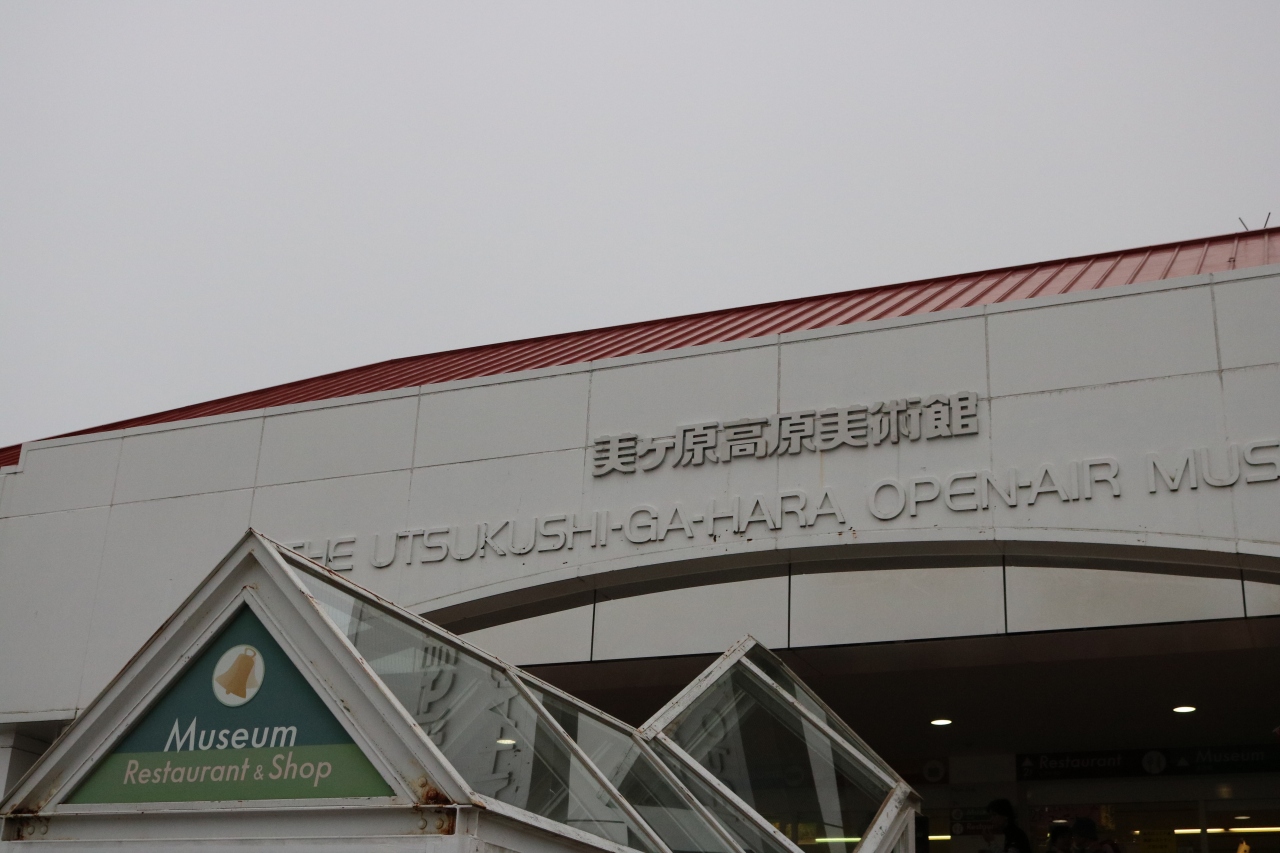 美ヶ原高原美術館
THE UTSUKUSHI-GA-HARA OPEN-AIR MUS
Museum
Restaurant & Shop
Restaurant Museum